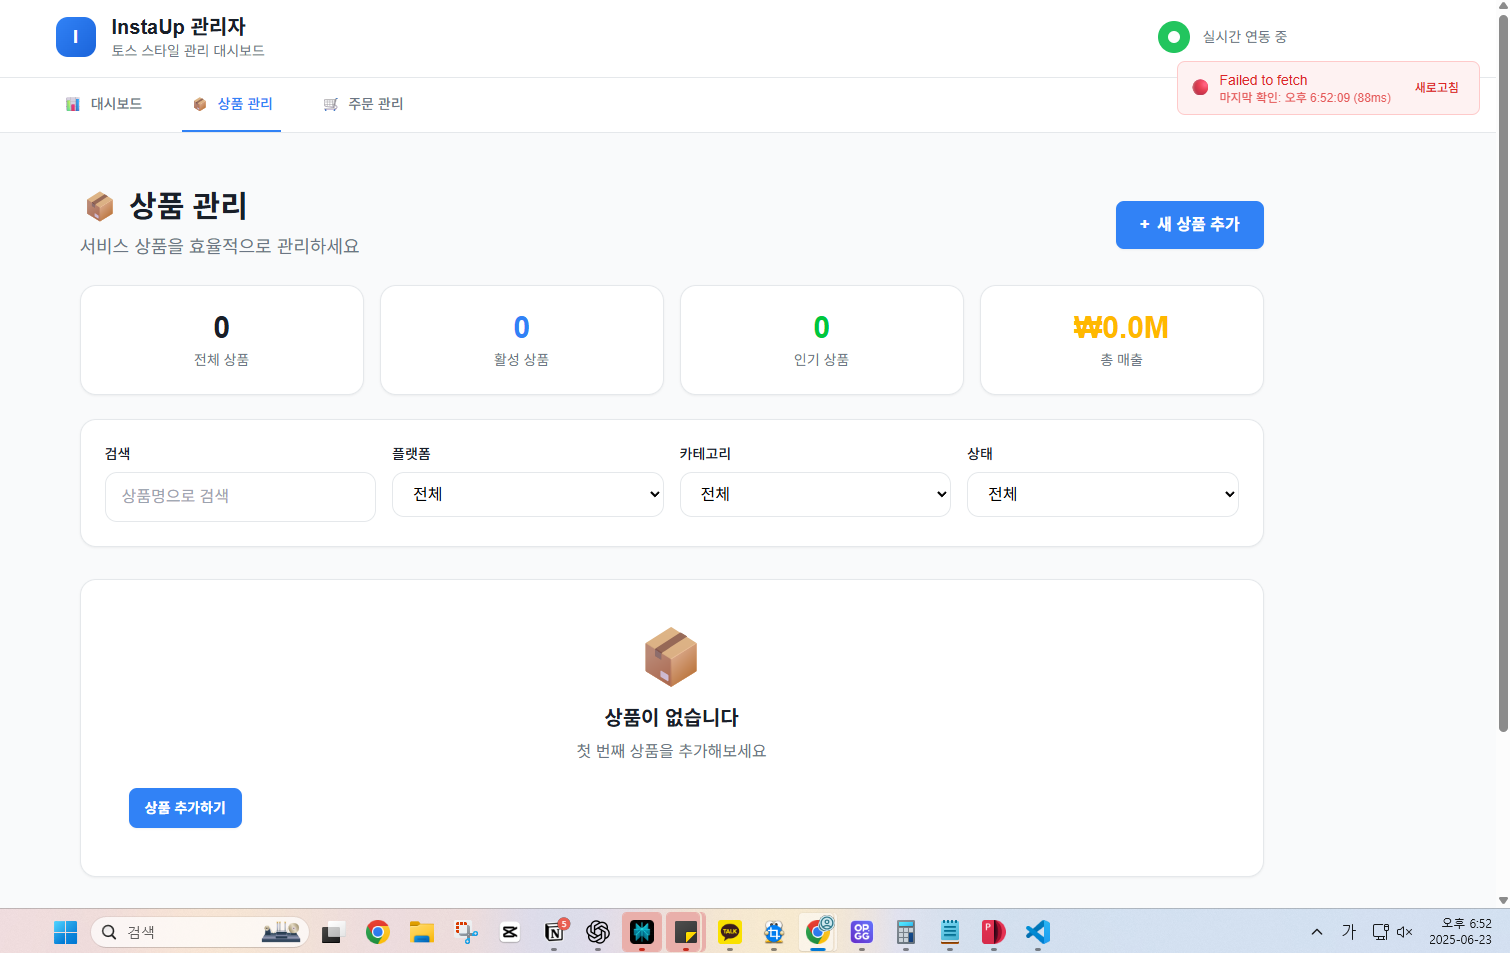 I
InstaUp 관리자
토스 스타일 관리 대시보드
실시간 연동 중
Failed to fetch
마지막 확인: 오후 6:52:09 (88ms)
새로고침
대시보드
상품 관리
주문 관리
상품 관리
서비스 상품을 효율적으로 관리하세요
+ 새 상품 추가
0
전체 상품
0
활성 상품
0
인기 상품
₩0.0M
총 매출
검색
상품명으로 검색
플랫폼
전체
카테고리
전체
상태
전체
상품이 없습니다
첫 번째 상품을 추가해보세요
상품 추가하기
검색
5
TALK
OP.GG
P
가
오후 6:52
2025-06-23